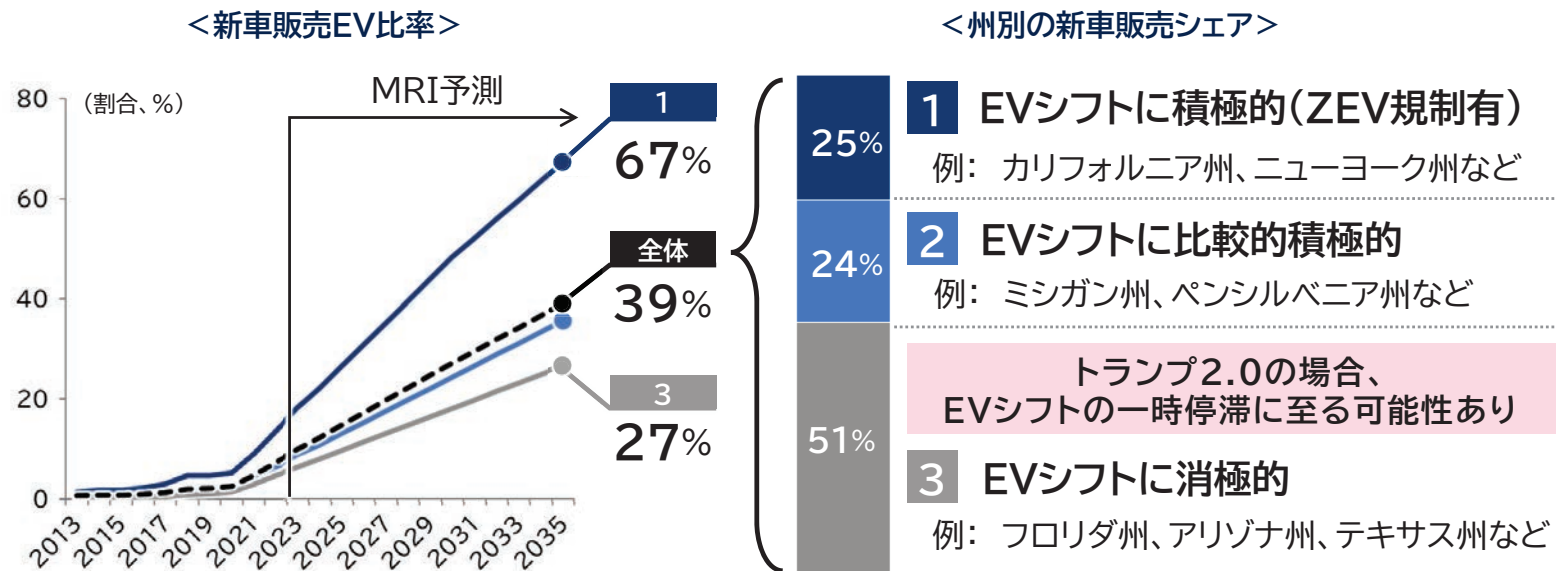 ＜新車販売EV比率＞
＜州別の新車販売シェア＞
（割合、％）
MRI予測
80
60
40
20
0
2013
2015
2017
2019
2021
2023
2025
2027
2029
2031
2033
2035
1
67%
全体
39%
3
27%
25%
24%
51%
1 EVシフトに積極的（ZEV規制有）
例： カリフォルニア州、ニューヨーク州など
2 EVシフトに比較的積極的
例： ミシガン州、ペンシルベニア州など
トランプ2.0の場合、
EVシフトの一時停滞に至る可能性あり
3 EVシフトに消極的
例： フロリダ州、アリゾナ州、テキサス州など